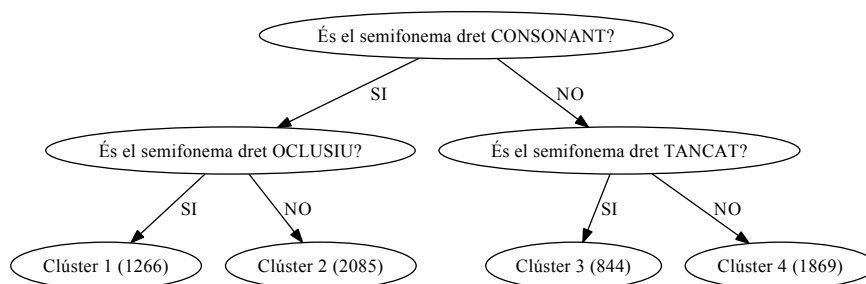 És el semifonema dret CONSONANT?
SI
NO
És el semifonema dret OCLUSIU?
És el semifonema dret TANCAT?
SI
NO
SI
NO
Clúster 1 (1266)
Clúster 2 (2085)
Clúster 3 (844)
Clúster 4 (1869)